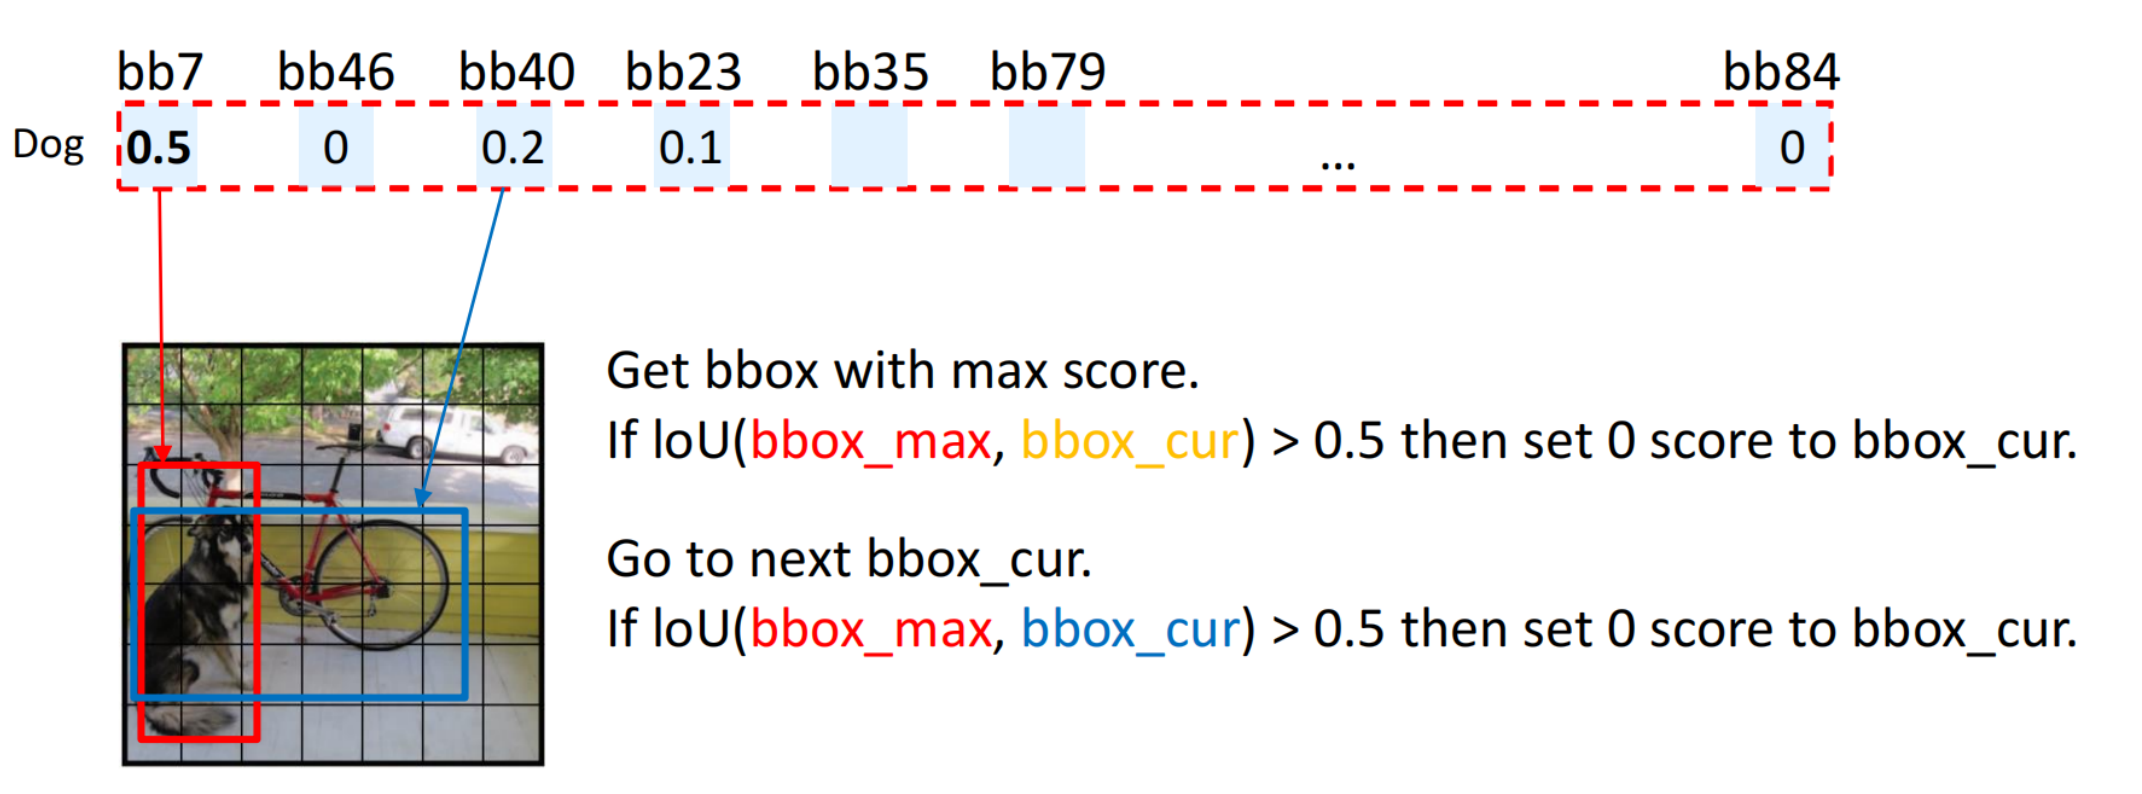 bb7 bb46 bb40 bb23 bb35 bb79 bb84
Dog 0.5 0 0.2 0.1 ... 0
Get bbox with max score.
If IoU(bbox_max, bbox_cur) > 0.5 then set 0 score to bbox_cur.
Go to next bbox_cur.
If IoU(bbox_max, bbox_cur) > 0.5 then set 0 score to bbox_cur.